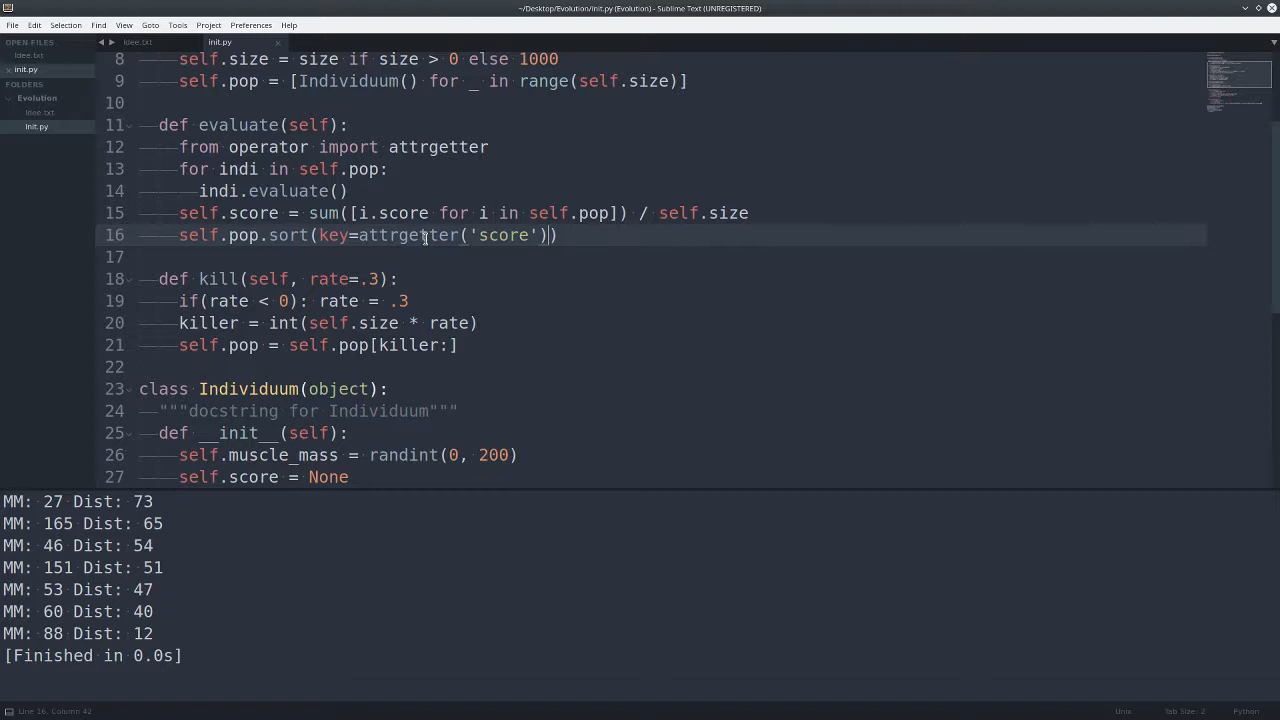 ~/Desktop/Evolution/init.py (Evolution) - Sublime Text (UNREGISTERED)
File Edit Selection Find View Goto Tools Project Preferences Help
OPEN FILES
Idee.txt
init.py
FOLDERS
Evolution
Idee.txt
init.py
Idee.txt
init.py
8 self.size = size if size > 0 else 1000
9 self.pop = [Individuum() for _ in range(self.size)]
10
11 def evaluate(self):
12 from operator import attrgetter
13 for indi in self.pop:
14 indi.evaluate()
15 self.score = sum([i.score for i in self.pop]) / self.size
16 self.pop.sort(key=attrgetter('score'))
17
18 def kill(self, rate=.3):
19 if(rate < 0): rate = .3
20 killer = int(self.size * rate)
21 self.pop = self.pop[killer:]
22
23 class Individuum(object):
24 """docstring for Individuum"""
25 def __init__(self):
26 self.muscle_mass = randint(0, 200)
27 self.score = None
MM: 27 Dist: 73
MM: 165 Dist: 65
MM: 46 Dist: 54
MM: 151 Dist: 51
MM: 53 Dist: 47
MM: 60 Dist: 40
MM: 88 Dist: 12
[Finished in 0.0s]
Line 16, Column 42
Unix
Tab Size: 2
Python